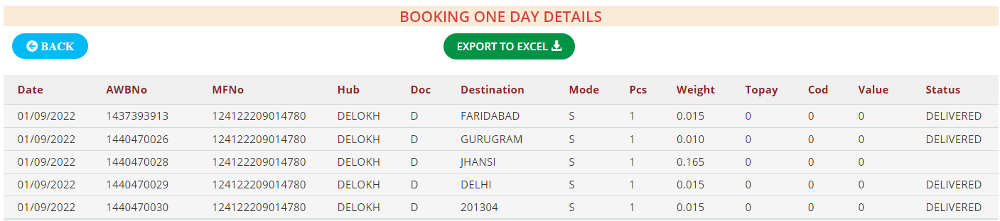 BOOKING ONE DAY DETAILS
BACK EXPORT TO EXCEL
Date AWBNo MFNo Hub Doc Destination Mode Pcs Weight Topay Cod Value Status
01/09/2022 1437393913 124122209014780 DELOKH D FARIDABAD S 1 0.015 0 0 0 DELIVERED
01/09/2022 1440470026 124122209014780 DELOKH D GURUGRAM S 1 0.010 0 0 0 DELIVERED
01/09/2022 1440470028 124122209014780 DELOKH D JHANSI S 1 0.165 0 0 0
01/09/2022 1440470029 124122209014780 DELOKH D DELHI S 1 0.015 0 0 0 DELIVERED
01/09/2022 1440470030 124122209014780 DELOKH D 201304 S 1 0.015 0 0 0 DELIVERED